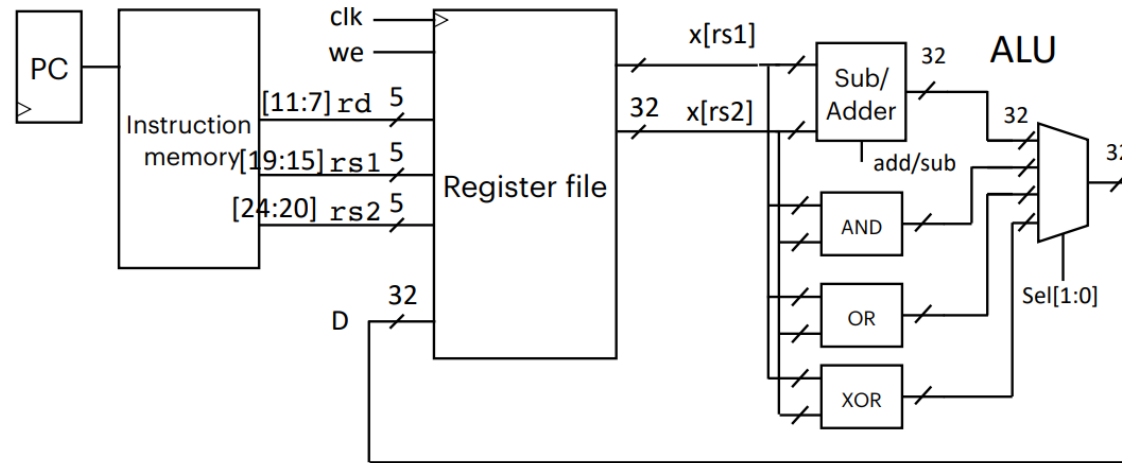 PC
Instruction
memory
[11:7] rd 5
[19:15] rs1 5
[24:20] rs2 5
clk
we
Register file
32
D
x[rs1]
32
x[rs2]
Sub/
Adder
add/sub
32
ALU
AND
OR
XOR
32
Sel[1:0]
32